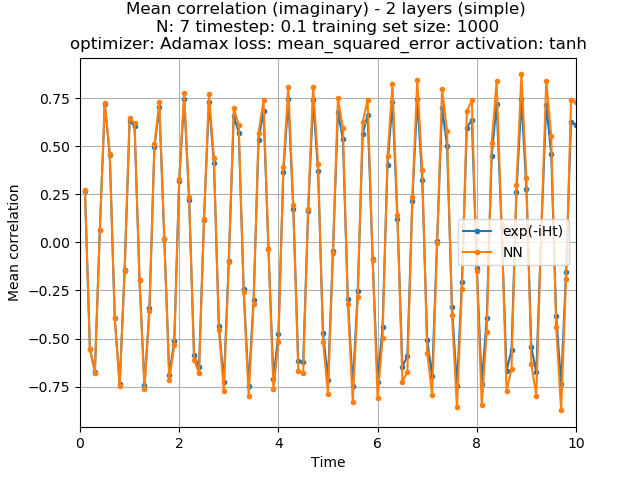 Mean correlation (imaginary) - 2 layers (simple)
N: 7 timestep: 0.1 training set size: 1000
optimizer: Adamax loss: mean_squared_error activation: tanh
Mean correlation
0.75
0.50
0.25
0.00
−0.25
−0.50
−0.75
exp(-iHt)
NN
0 2 4 6 8 10
Time